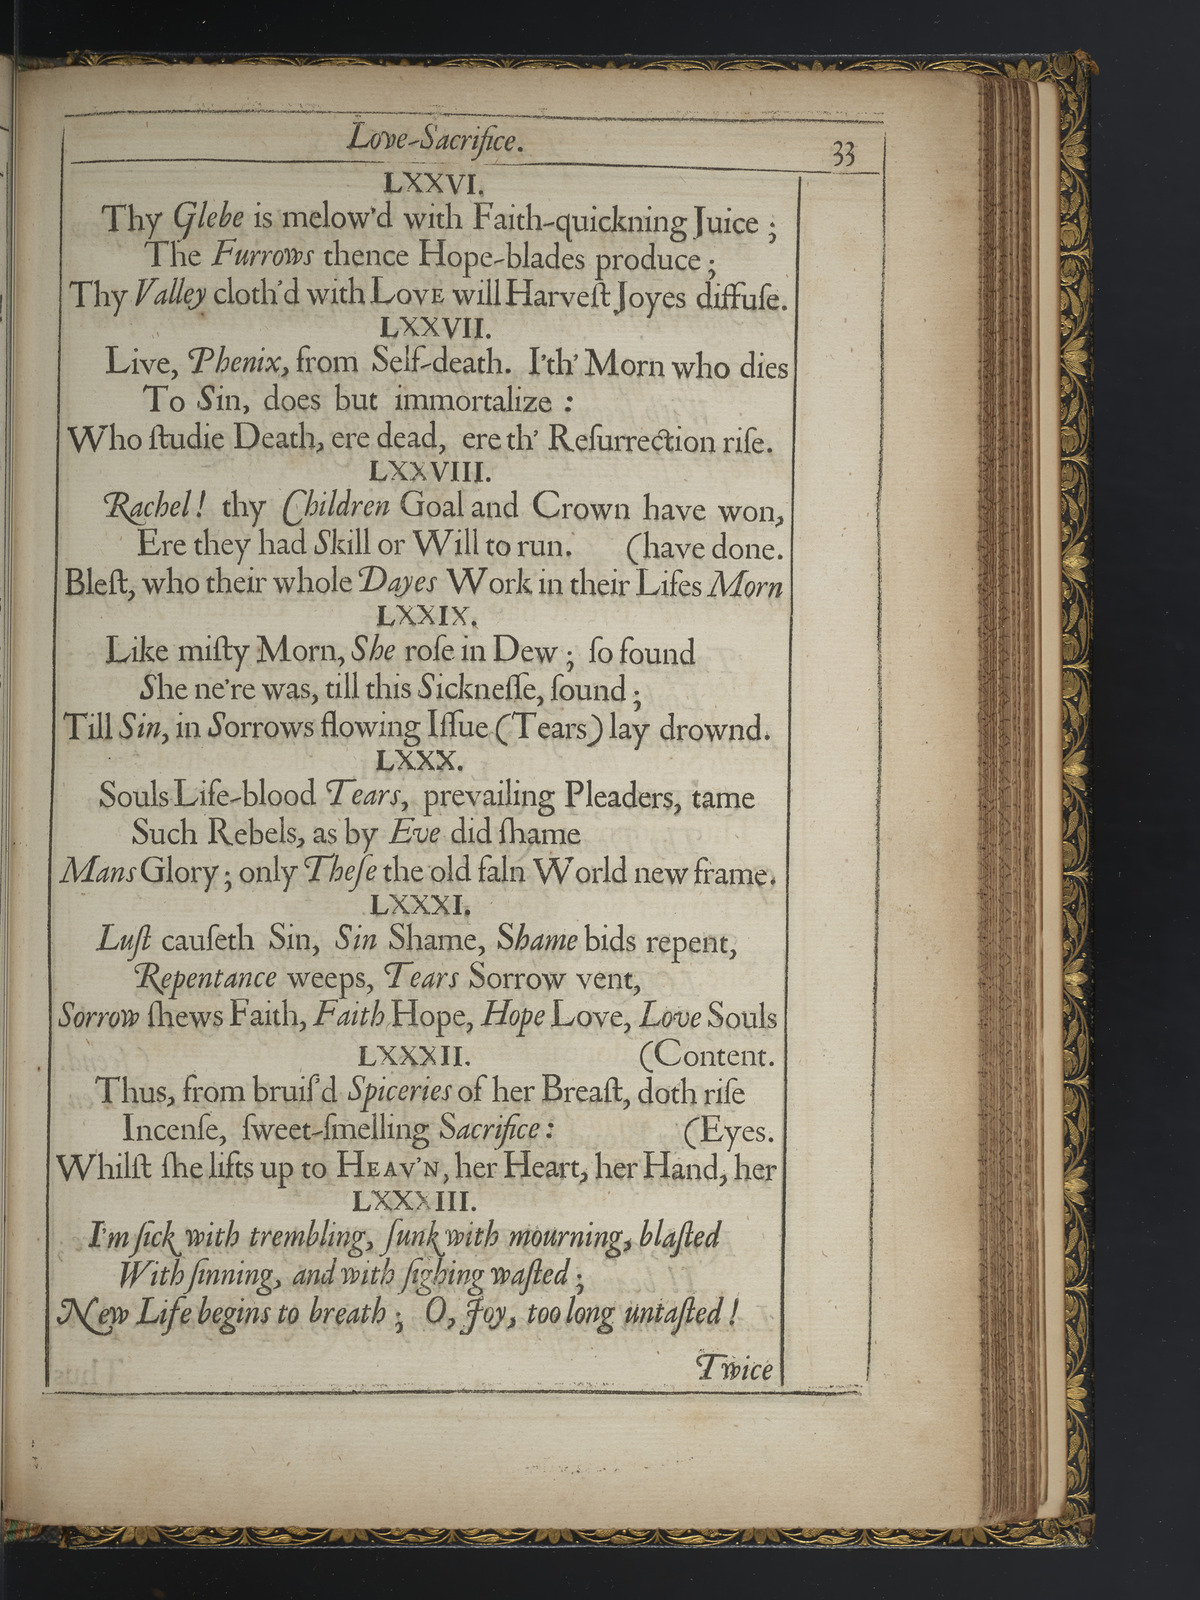 Love-Sacrifice.
33
LXXVI.
Thy Glebe is melow'd with Faith-quickning Juice ;
The Furrows thence Hope-blades produce ;
Thy Valley cloth'd with LOVE will Harveſt Joyes diffuſe.
LXXVII.
Live, Phenix, from Self-death. I'th' Morn who dies
To Sin, does but immortalize :
Who ſtudie Death, ere dead, ere th' Reſurrection riſe.
LXXVIII.
Rachel! thy Children Goal and Crown have won,
Ere they had Skill or Will to run. (have done.
Bleſt, who their whole Dayes Work in their Lifes Morn
LXXIX.
Like miſty Morn, She roſe in Dew ; ſo found
She ne're was, till this Sickneſſe, ſound ;
Till Sin, in Sorrows flowing Iſſue (Tears) lay drownd.
LXXX.
Souls Life-blood Tears, prevailing Pleaders, tame
Such Rebels, as by Eve did ſhame
Mans Glory ; only Theſe the old faln World new frame.
LXXXI.
Luſt cauſeth Sin, Sin Shame, Shame bids repent,
Repentance weeps, Tears Sorrow vent,
Sorrow ſhews Faith, Faith Hope, Hope Love, Love Souls
LXXXII. (Content.
Thus, from bruiſ'd Spiceries of her Breaſt, doth riſe
Incenſe, ſweet-ſmelling Sacrifice : (Eyes.
Whilſt ſhe lifts up to HEAV'N, her Heart, her Hand, her
LXXXIII.
I'm ſick with trembling, ſunk with mourning, blaſted
With ſinning, and with ſighing waſted ;
New Life begins to breath ; O, Joy, too long untaſted !
Twice